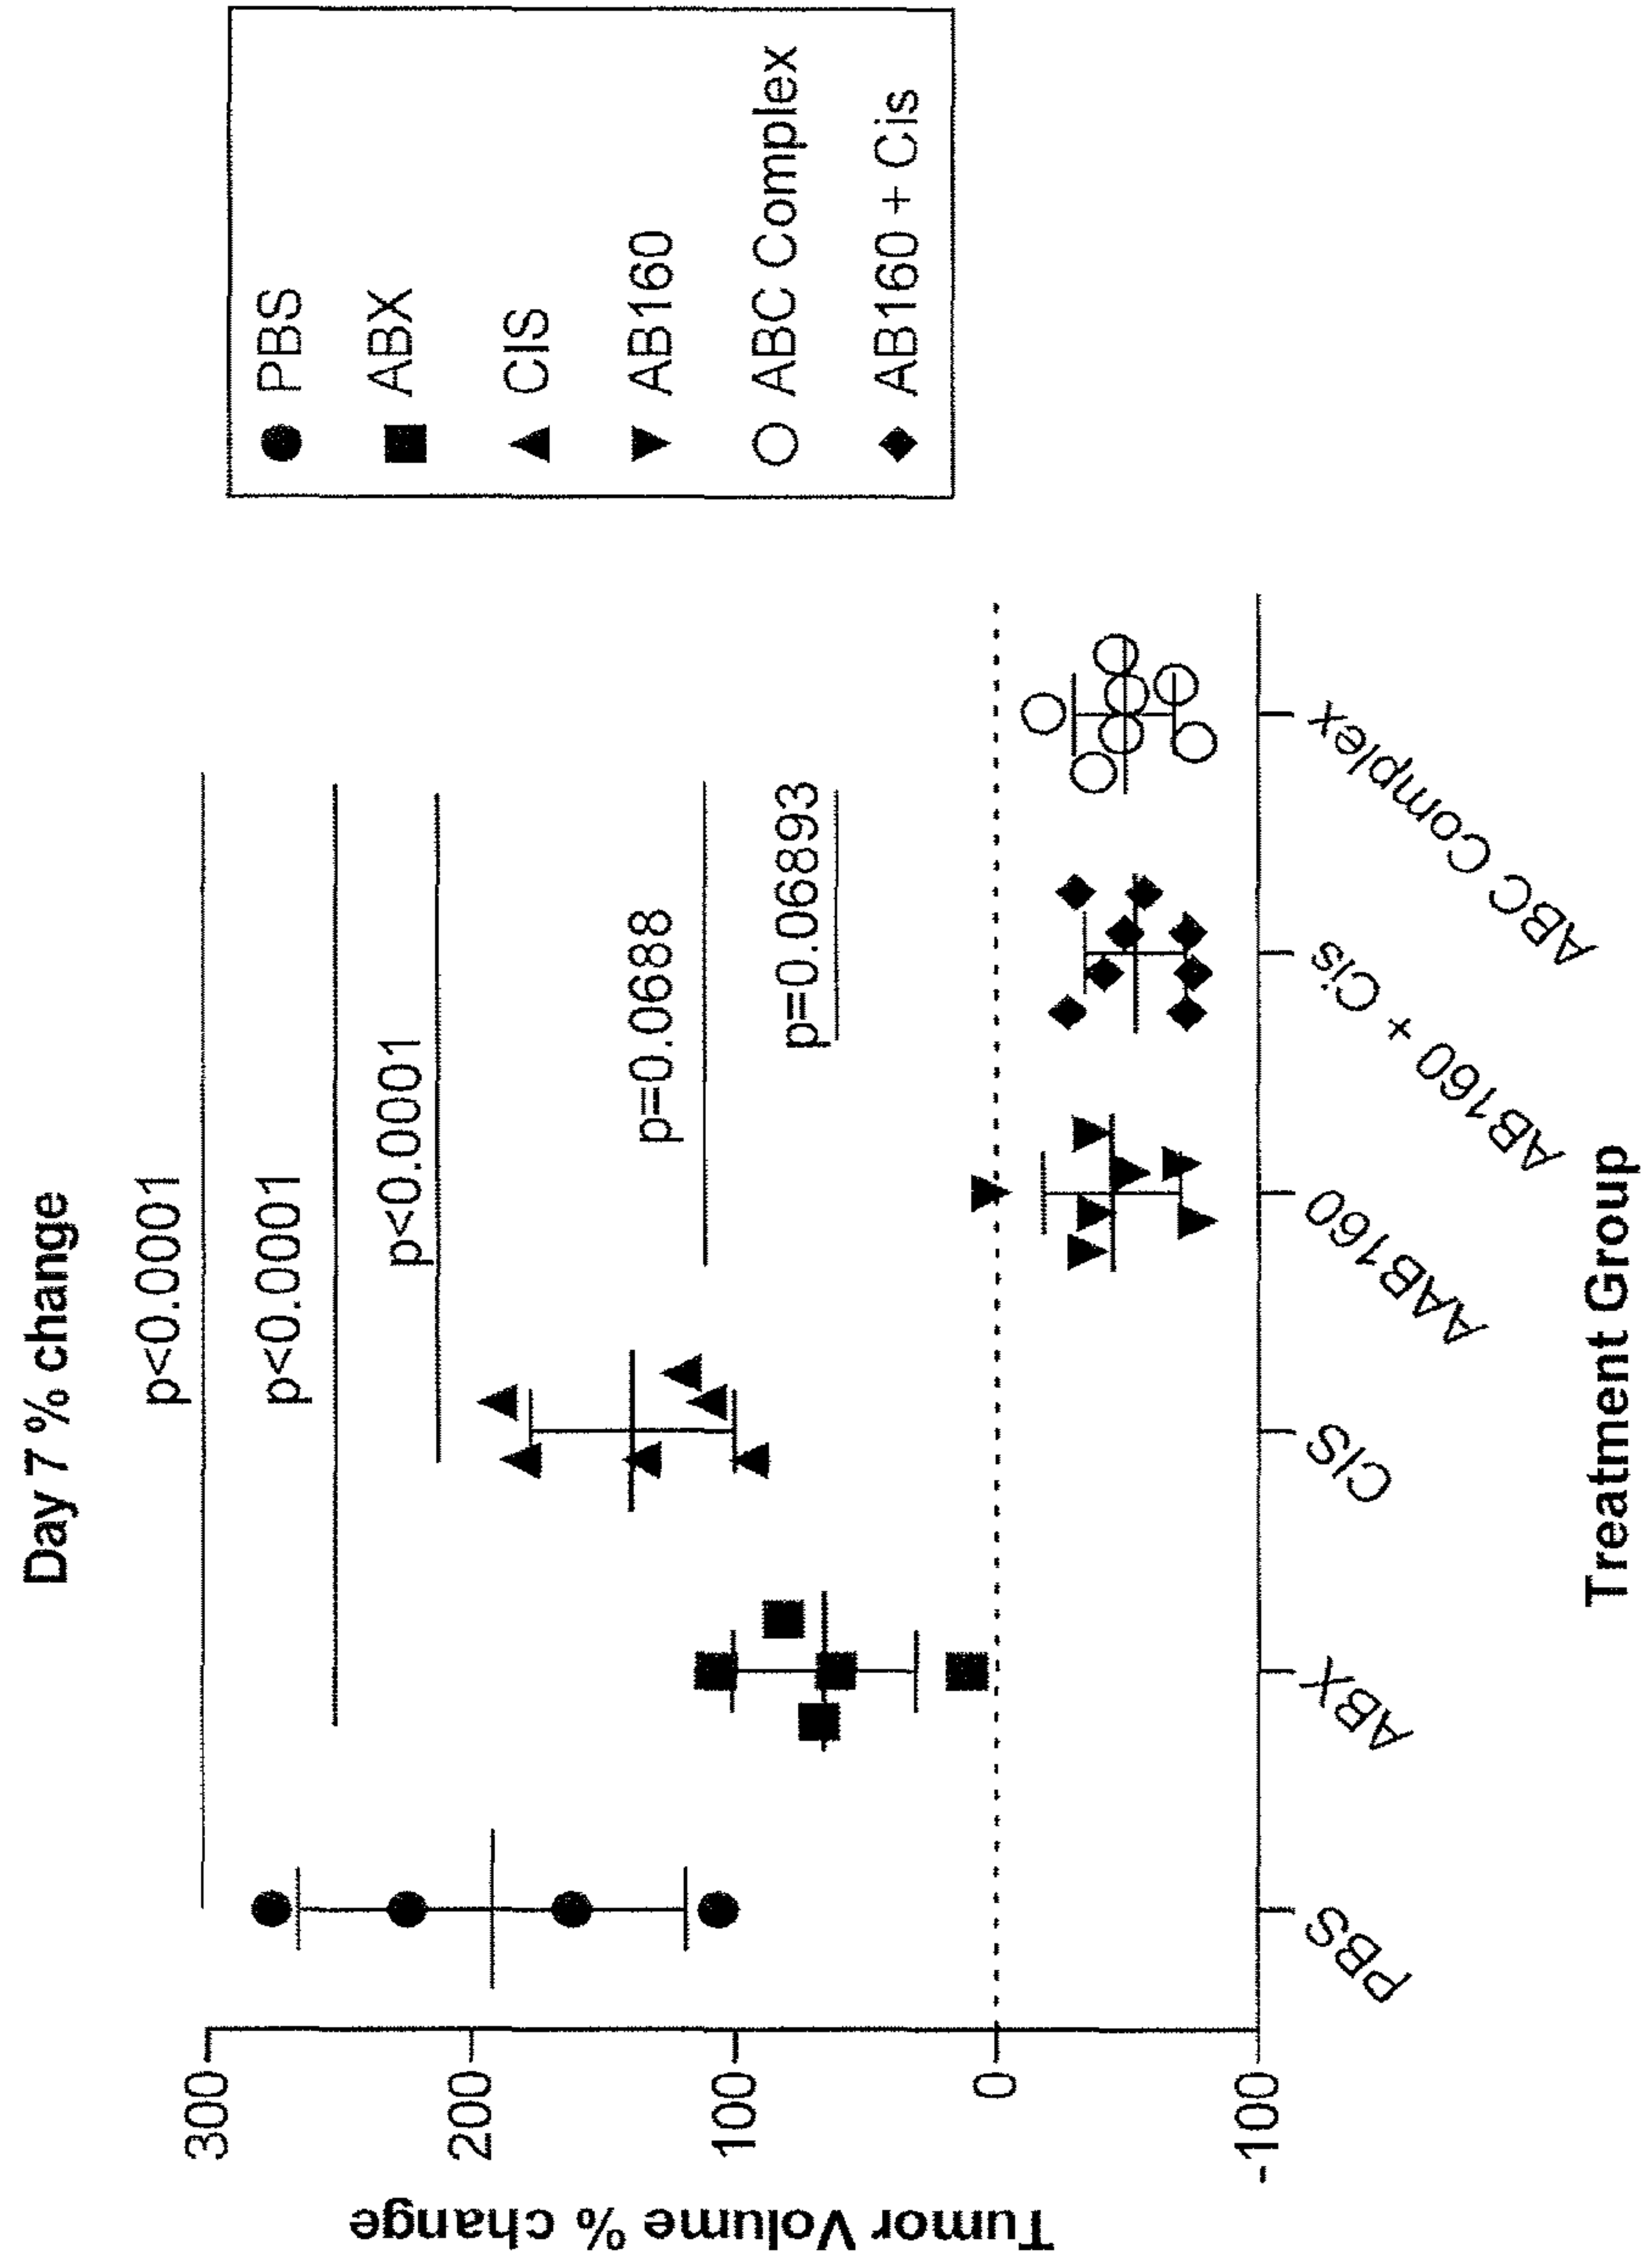 Day 7 % change
p<0.0001
p<0.0001
p<0.0001
p=0.0688
p=0.06893
Tumor Volume % change
300
200
100
0
-100
PBS
ABX
CIS
AAB160
AB160 + Cis
ABC Complex
Treatment Group
PBS
ABX
CIS
AB160
ABC Complex
AB160 + Cis